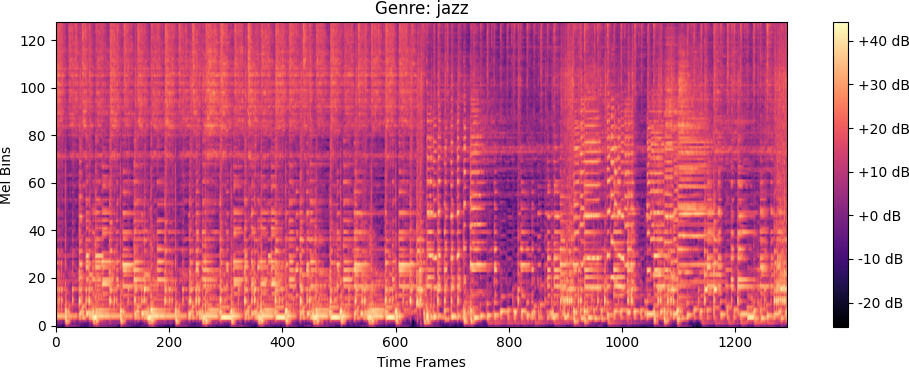 Genre: jazz
Mel Bins
120
100
80
60
40
20
0
0 200 400 600 800 1000 1200
Time Frames
+40 dB
+30 dB
+20 dB
+10 dB
+0 dB
-10 dB
-20 dB